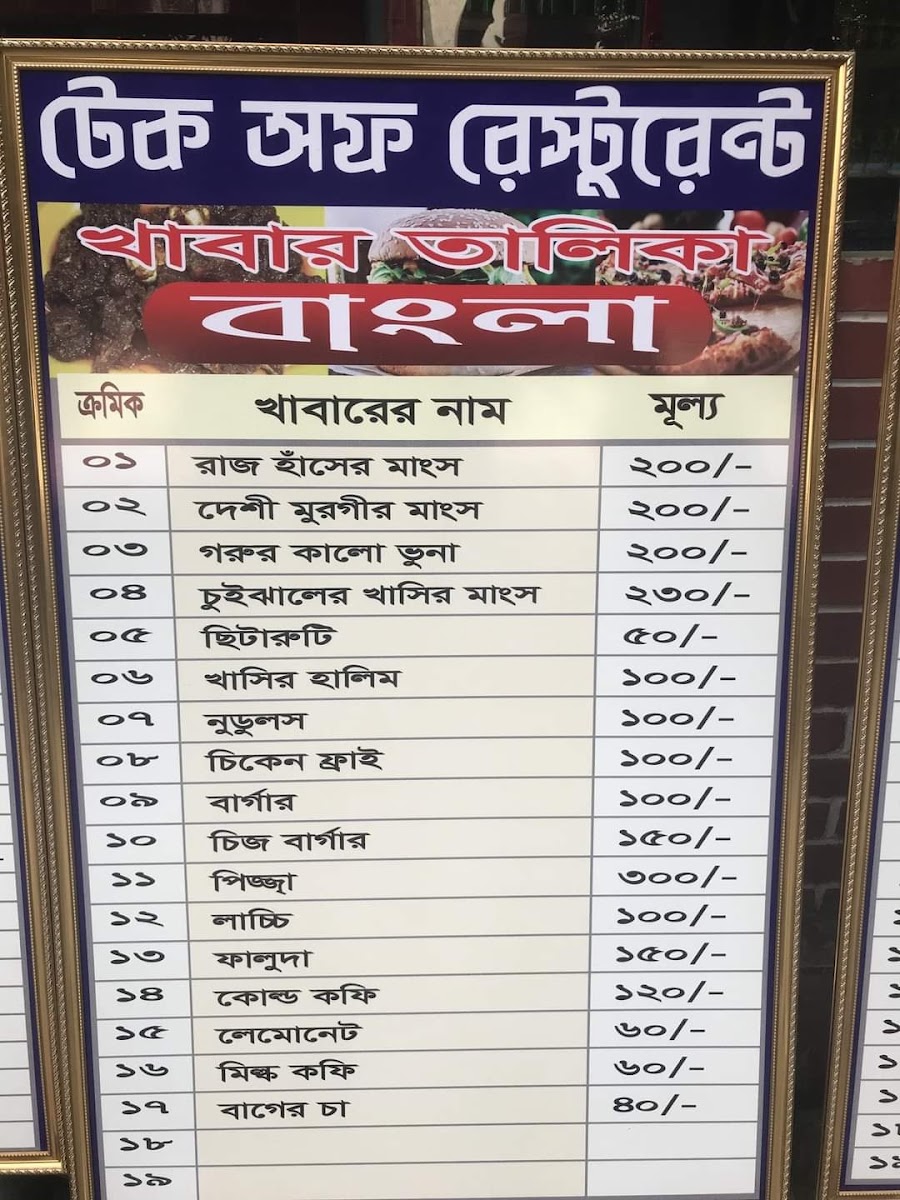 টেক অফ রেস্টুরেন্ট
খাবার তালিকা
বাংলা
ক্রমিক খাবারের নাম মূল্য
০১ রাজ হাঁসের মাংস ২০০/-
০২ দেশী মুরগীর মাংস ২০০/-
০৩ গরুর কালো ভুনা ২০০/-
০৪ চুইঝালের খাসির মাংস ২৩০/-
০৫ ছিটারুটি ৫০/-
০৬ খাসির হালিম ১০০/-
০৭ নুডুলস ১০০/-
০৮ চিকেন ফ্রাই ১০০/-
০৯ বার্গার ১০০/-
১০ চিজ বার্গার ১৫০/-
১১ পিজ্জা ৩০০/-
১২ লাচ্চি ১০০/-
১৩ ফালুদা ১৫০/-
১৪ কোল্ড কফি ১২০/-
১৫ লেমোনেট ৬০/-
১৬ মিল্ক কফি ৬০/-
১৭ বাগের চা ৪০/-
১৮
১৯